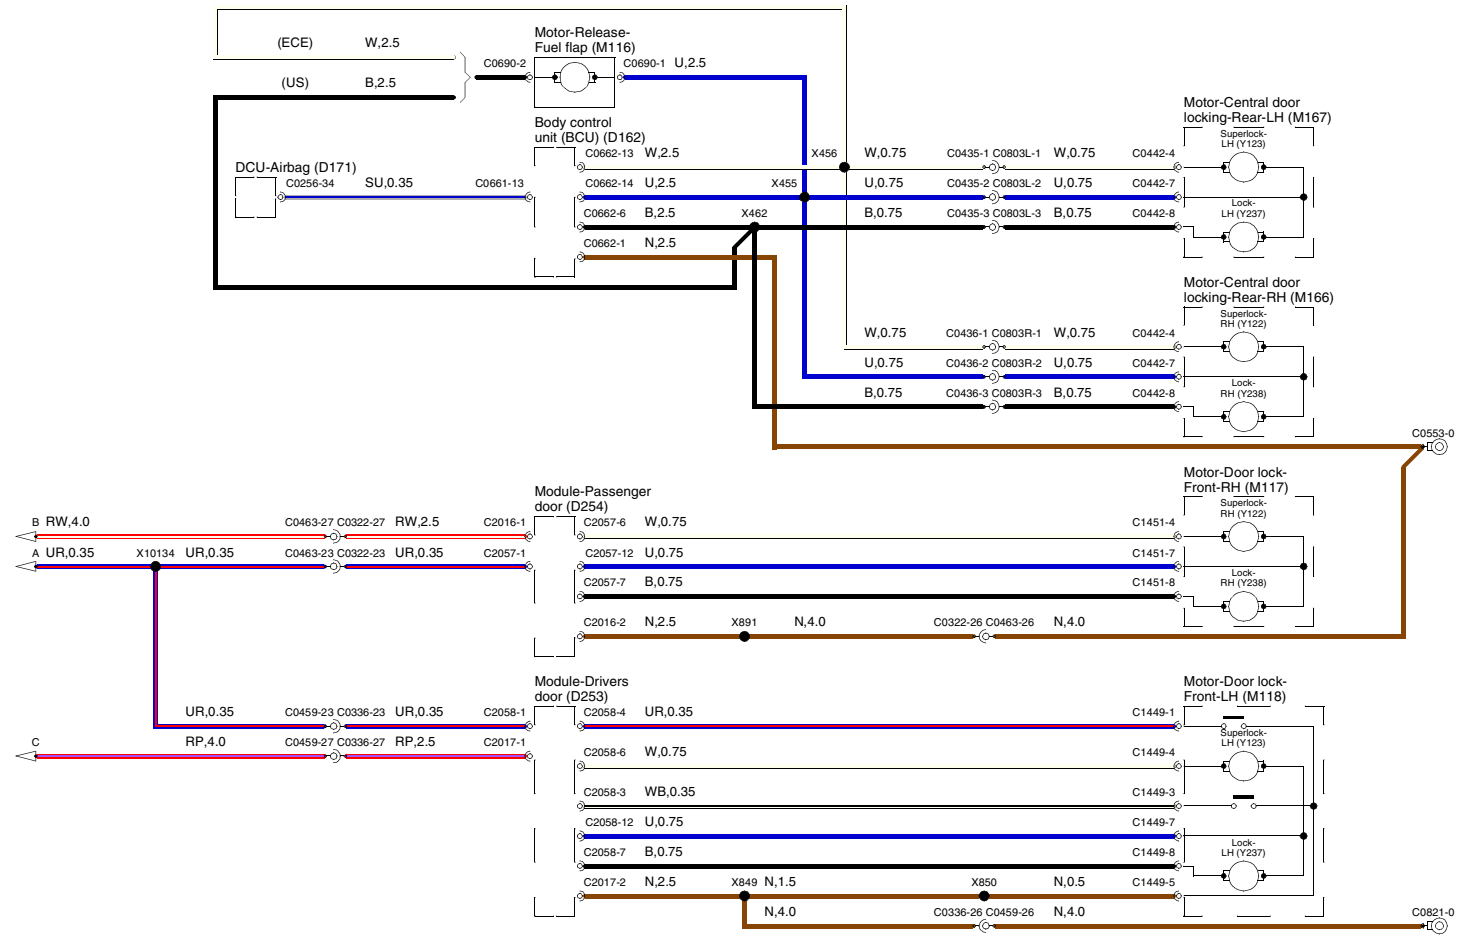 Motor-Release-
Fuel flap (M116)
(ECE) W,2.5
C0690-2 C0690-1 U,2.5
(US) B,2.5
Body control
unit (BCU) (D162)
Motor-Central door
locking-Rear-LH (M167)
Superlock-
LH (Y123)
C0662-13 W,2.5 X456 W,0.75 C0435-1 C0803L-1 W,0.75 C0442-4
DCU-Airbag (D171)
C0256-34 SU,0.35 C0661-13
C0662-14 U,2.5 X455 U,0.75 C0435-2 C0803L-2 U,0.75 C0442-7
Lock-
LH (Y237)
C0662-6 B,2.5 X462 B,0.75 C0435-3 C0803L-3 B,0.75 C0442-8
C0662-1 N,2.5
Motor-Central door
locking-Rear-RH (M166)
Superlock-
RH (Y122)
W,0.75 C0436-1 C0803R-1 W,0.75 C0442-4
U,0.75 C0436-2 C0803R-2 U,0.75 C0442-7
Lock-
RH (Y238)
B,0.75 C0436-3 C0803R-3 B,0.75 C0442-8
C0553-0
Module-Passenger
door (D254)
Motor-Door lock-
Front-RH (M117)
Superlock-
RH (Y122)
B RW,4.0 C0463-27 C0322-27 RW,2.5 C2016-1
C2057-6 W,0.75 C1451-4
A UR,0.35 X10134 UR,0.35 C0463-23 C0322-23 UR,0.35 C2057-1
C2057-12 U,0.75 C1451-7
Lock-
RH (Y238)
C2057-7 B,0.75 C1451-8
C2016-2 N,2.5 X891 N,4.0 C0322-26 C0463-26 N,4.0
Module-Drivers
door (D253)
Motor-Door lock-
Front-LH (M118)
UR,0.35 C0459-23 C0336-23 UR,0.35 C2058-1
C2058-4 UR,0.35 C1449-1
Superlock-
LH (Y123)
C RP,4.0 C0459-27 C0336-27 RP,2.5 C2017-1
C2058-6 W,0.75 C1449-4
C2058-3 WB,0.35 C1449-3
C2058-12 U,0.75 C1449-7
Lock-
LH (Y237)
C2058-7 B,0.75 C1449-8
C2017-2 N,2.5 X849 N,1.5 X850 N,0.5 C1449-5
N,4.0 C0336-26 C0459-26 N,4.0 C0821-0